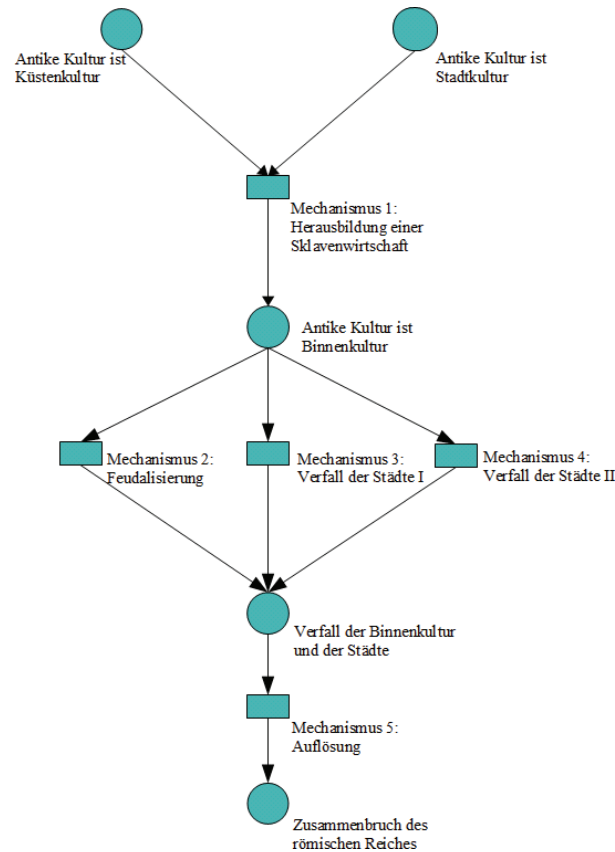 Antike Kultur ist
Küstenkultur
Antike Kultur ist
Stadtkultur
Mechanismus 1:
Herausbildung einer
Sklavenwirtschaft
Antike Kultur ist
Binnenkultur
Mechanismus 2:
Feudalisierung
Mechanismus 3:
Verfall der Städte I
Mechanismus 4:
Verfall der Städte II
Verfall der Binnenkultur
und der Städte
Mechanismus 5:
Auflösung
Zusammenbruch des
römischen Reiches